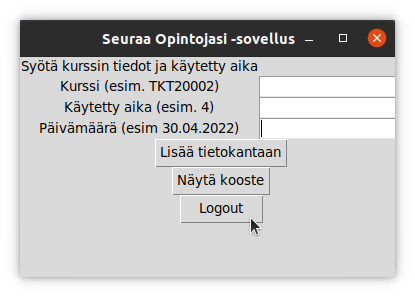 Seuraa Opintojasi -sovellus
Syötä kurssin tiedot ja käytetty aika
Kurssi (esim. TKT20002)
Käytetty aika (esim. 4)
Päivämäärä (esim 30.04.2022)
Lisää tietokantaan
Näytä kooste
Logout